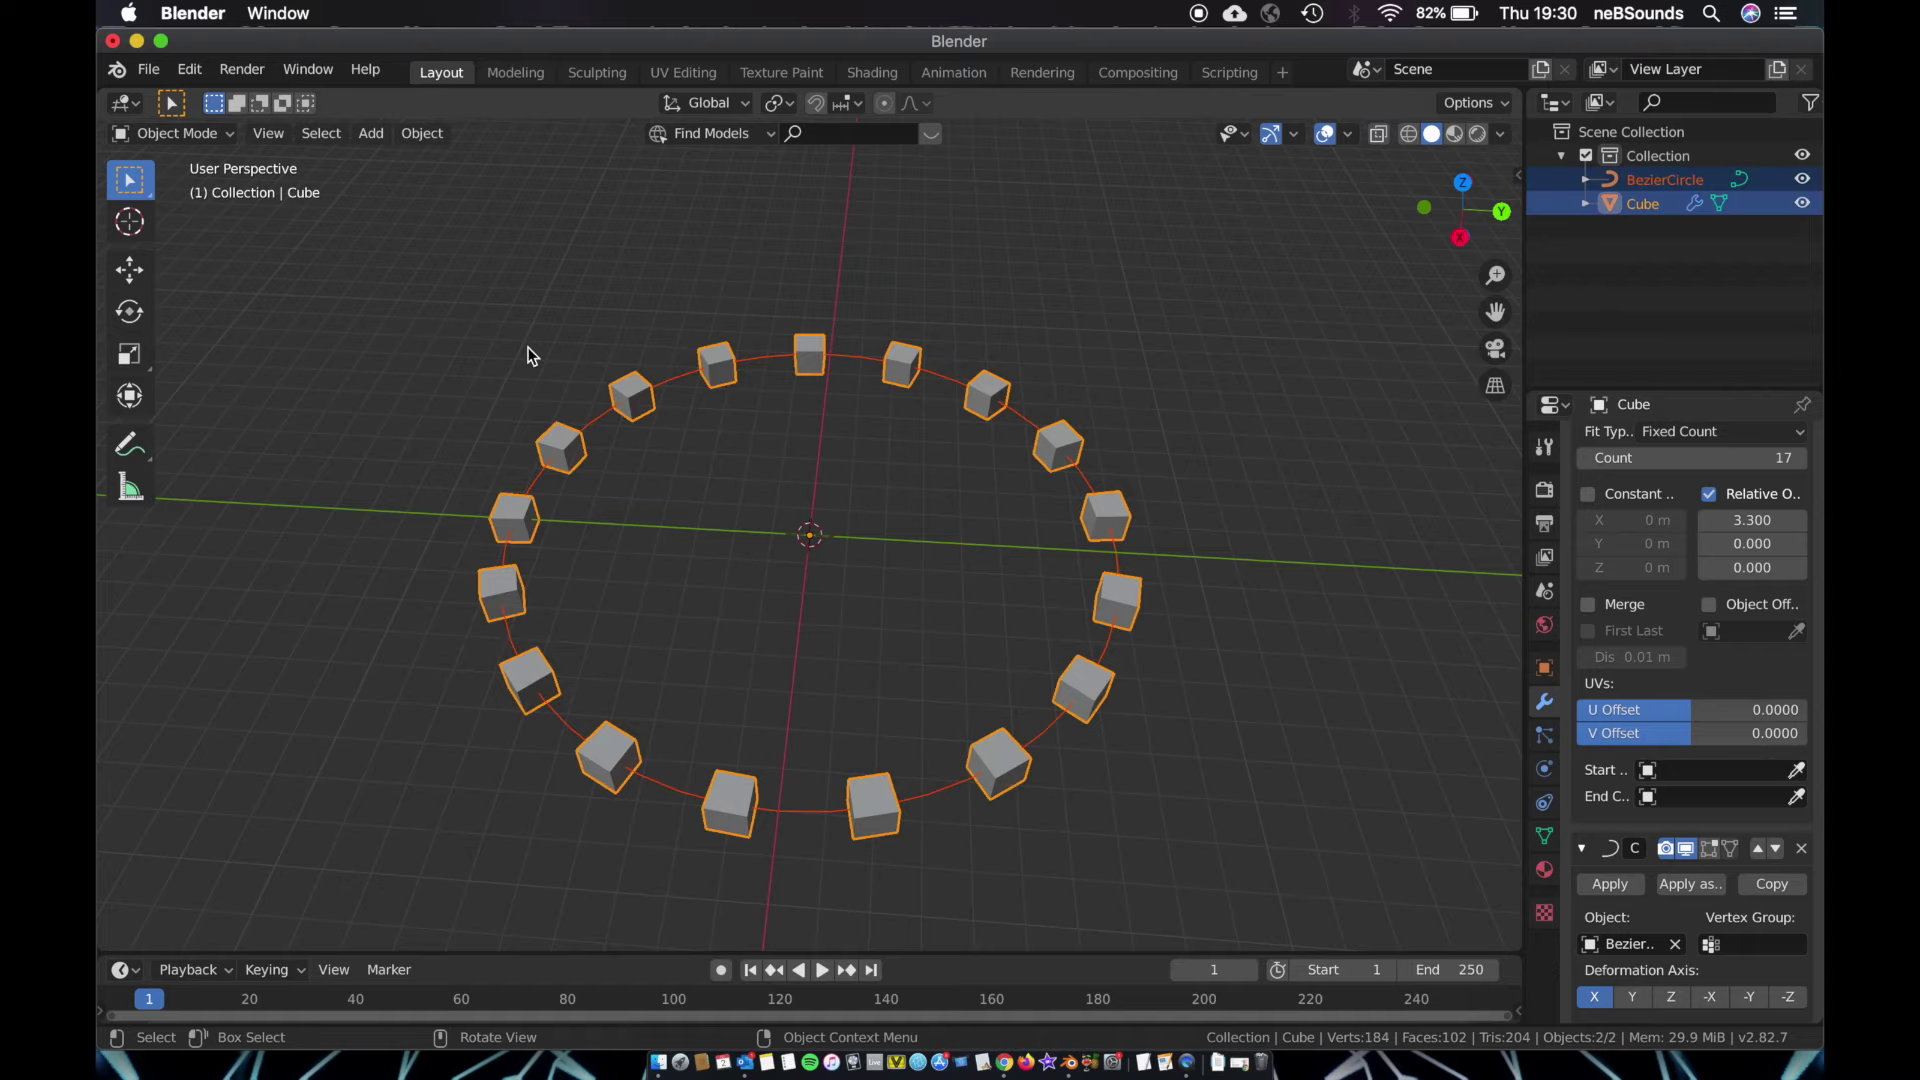 Blender Window 82% Thu 19:30 neBSounds
Blender
File Edit Render Window Help Layout Modeling Sculpting UV Editing Texture Paint Shading Animation Rendering Compositing Scripting + Scene View Layer
Global Options
Object Mode View Select Add Object Find Models
User Perspective
(1) Collection | Cube
Z
Y
X
Scene Collection
Collection
BezierCircle
Cube
Cube
Fit Typ.. Fixed Count
Count 17
Constant .. Relative O..
X 0 m 3.300
Y 0 m 0.000
Z 0 m 0.000
Merge Object Off..
First Last
Dis 0.01 m
UVs:
U Offset 0.0000
V Offset 0.0000
Start ..
End C..
C
Apply Apply as.. Copy
Object: Vertex Group:
Bezier..
Deformation Axis:
X Y Z -X -Y -Z
Playback Keying View Marker 1 Start 1 End 250
1 20 40 60 80 100 120 140 160 180 200 220 240
Select Box Select Rotate View Object Context Menu Collection | Cube | Verts:184 | Faces:102 | Tris:204 | Objects:2/2 | Mem: 29.9 MiB | v2.82.7